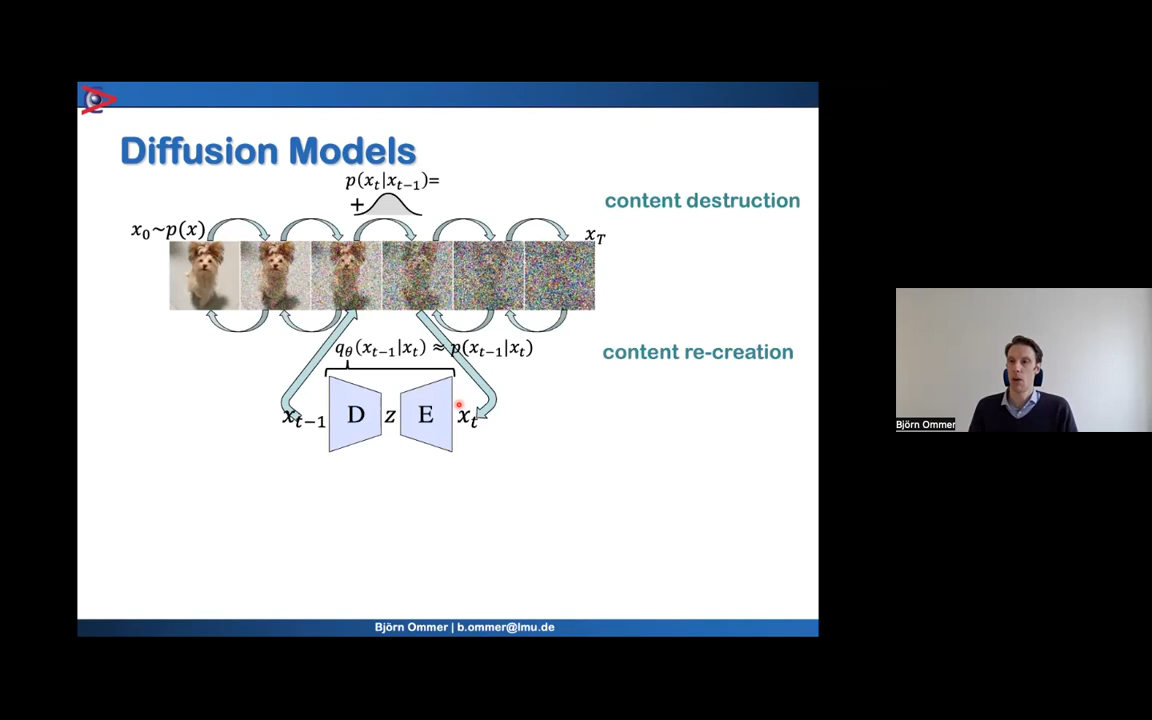 Diffusion Models
p(x_t|x_{t-1})=
+
content destruction
x_0~p(x)
x_T
q_θ(x_{t-1}|x_t) ≈ p(x_{t-1}|x_t)
content re-creation
x_{t-1} D z E x_t
Björn Ommer
Björn Ommer | b.ommer@lmu.de